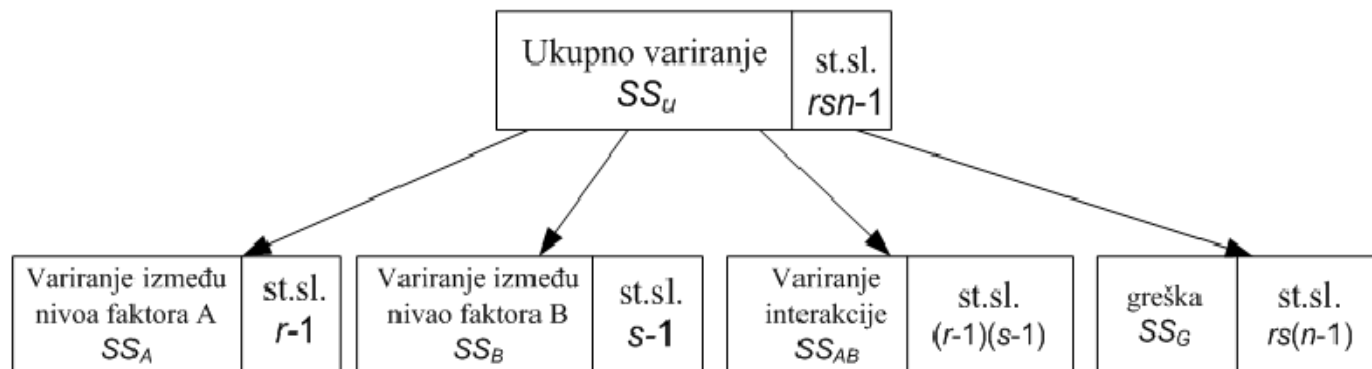 Ukupno variranje
SSu
st.sl.
rsn-1
Variranje između
nivoa faktora A
SSA
st.sl.
r-1
Variranje između
nivao faktora B
SSB
st.sl.
s-1
Variranje
interakcije
SSAB
st.sl.
(r-1)(s-1)
greška
SSG
st.sl.
rs(n-1)